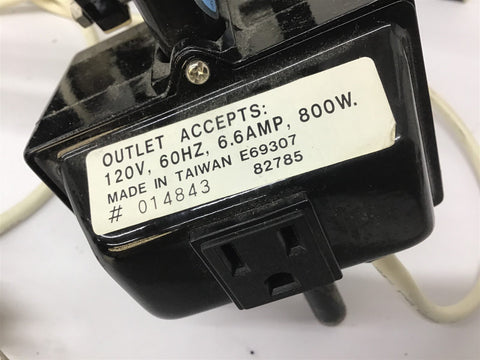 OUTLET ACCEPTS:
120V, 60HZ, 6.6AMP, 800W.
MADE IN TAIWAN E69307
82785
# 014843